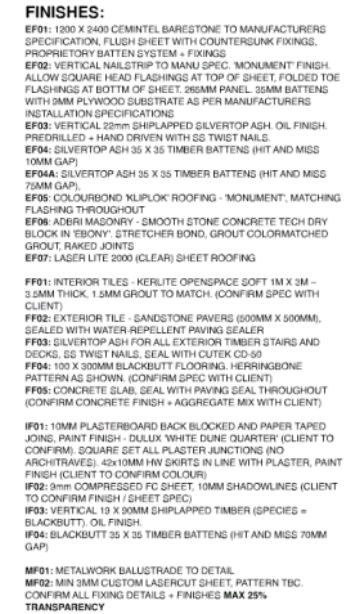 FINISHES:
EF01: 1200 X 2400 CEMINTEL BARESTONE TO MANUFACTURERS
SPECIFICATION, FLUSH SHEET WITH COUNTERSUNK FIXINGS,
PROPRIETORY BATTEN SYSTEM + FIXINGS
EF02: VERTICAL NAILSTRIP TO MANU SPEC. 'MONUMENT' FINISH.
ALLOW SQUARE HEAD FLASHINGS AT TOP OF SHEET, FOLDED TOE
FLASHINGS AT BOTTM OF SHEET. 265MM PANEL. 35MM BATTENS
WITH 9MM PLYWOOD SUBSTRATE AS PER MANUFACTURERS
INSTALLATION SPECIFICATIONS
EF03: VERTICAL 22mm SHIPLAPPED SILVERTOP ASH. OIL FINISH.
PREDRILLED + HAND DRIVEN WITH SS TWIST NAILS.
EF04: SILVERTOP ASH 35 X 35 TIMBER BATTENS (HIT AND MISS
10MM GAP)
EF04A: SILVERTOP ASH 35 X 35 TIMBER BATTENS (HIT AND MISS
75MM GAP),
EF05: COLOURBOND 'KLIPLOK' ROOFING - 'MONUMENT', MATCHING
FLASHING THROUGHOUT
EF06: ADBRI MASONRY - SMOOTH STONE CONCRETE TECH DRY
BLOCK IN 'EBONY'. STRETCHER BOND, GROUT COLORMATCHED
GROUT, RAKED JOINTS
EF07: LASER LITE 2000 (CLEAR) SHEET ROOFING
FF01: INTERIOR TILES - KERLITE OPENSPACE SOFT 1M X 3M –
3.5MM THICK, 1.5MM GROUT TO MATCH. (CONFIRM SPEC WITH
CLIENT)
FF02: EXTERIOR TILE - SANDSTONE PAVERS (500MM X 500MM),
SEALED WITH WATER-REPELLENT PAVING SEALER
FF03: SILVERTOP ASH FOR ALL EXTERIOR TIMBER STAIRS AND
DECKS, SS TWIST NAILS, SEAL WITH CUTEK CD-50
FF04: 100 X 300MM BLACKBUTT FLOORING. HERRINGBONE
PATTERN AS SHOWN. (CONFIRM SPEC WITH CLIENT)
FF05: CONCRETE SLAB, SEAL WITH PAVING SEAL THROUGHOUT
(CONFIRM CONCRETE FINISH + AGGREGATE MIX WITH CLIENT)
IF01: 10MM PLASTERBOARD BACK BLOCKED AND PAPER TAPED
JOINS, PAINT FINISH - DULUX 'WHITE DUNE QUARTER' (CLIENT TO
CONFIRM). SQUARE SET ALL PLASTER JUNCTIONS (NO
ARCHITRAVES). 42x10MM HW SKIRTS IN LINE WITH PLASTER, PAINT
FINISH (CLIENT TO CONFIRM COLOUR)
IF02: 9mm COMPRESSED FC SHEET, 10MM SHADOWLINES (CLIENT
TO CONFIRM FINISH / SHEET SPEC)
IF03: VERTICAL 19 X 90MM SHIPLAPPED TIMBER (SPECIES =
BLACKBUTT). OIL FINISH.
IF04: BLACKBUTT 35 X 35 TIMBER BATTENS (HIT AND MISS 70MM
GAP)
MF01: METALWORK BALUSTRADE TO DETAIL
MF02: MIN 3MM CUSTOM LASERCUT SHEET, PATTERN TBC.
CONFIRM ALL FIXING DETAILS + FINISHES MAX 25%
TRANSPARENCY